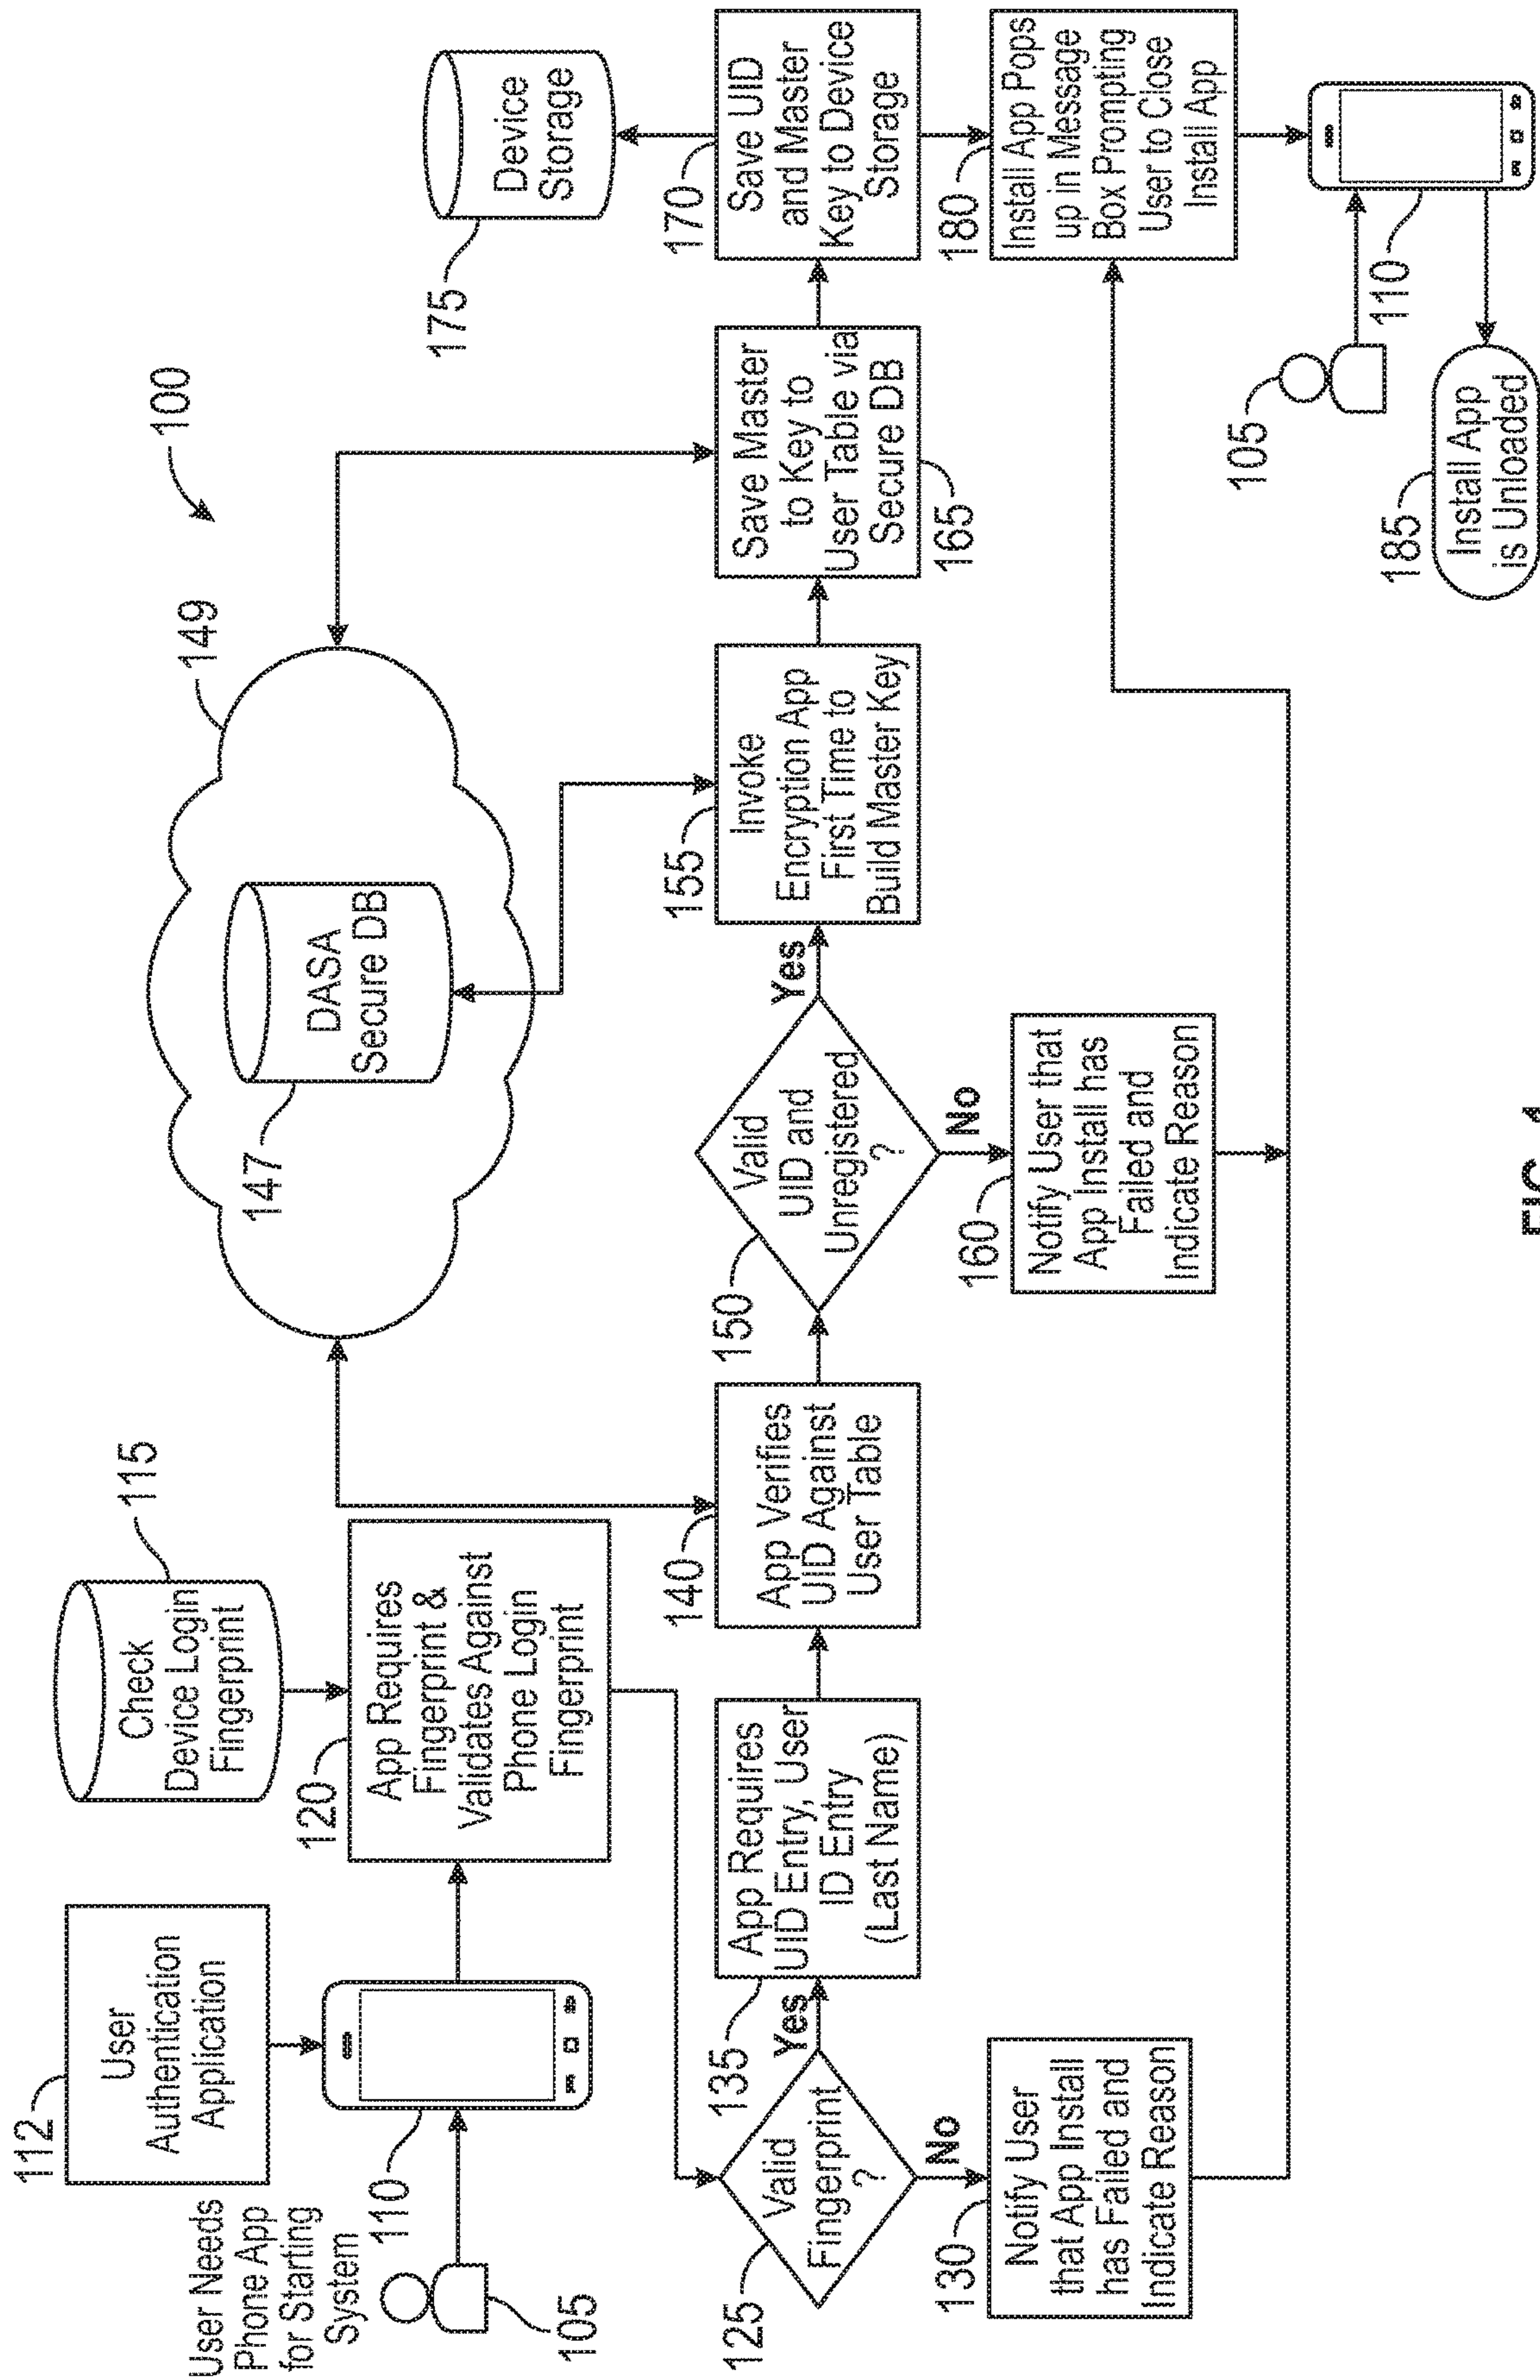 112
User
Authentication
Application
User Needs
Phone App
for Starting
System
110
105
Check
Device Login
Fingerprint
115
120
App Requires
Fingerprint &
Validates Against
Phone Login
Fingerprint
125
Valid
Fingerprint
?
Yes
No
130
Notify User
that App Install
has Failed and
Indicate Reason
135
App Requires
UID Entry, User
ID Entry
(Last Name)
140
App Verifies
UID Against
User Table
147
DASA
Secure DB
149
100
150
Valid
UID and
Unregistered
?
Yes
No
160
Notify User that
App Install has
Failed and
Indicate Reason
155
Invoke
Encryption App
First Time to
Build Master Key
Save Master
to Key to
User Table via
Secure DB
165
175
Device
Storage
170
Save UID
and Master
Key to Device
Storage
180
Install App Pops
up in Message
Box Prompting
User to Close
Install App
105
110
185
Install App
is Unloaded